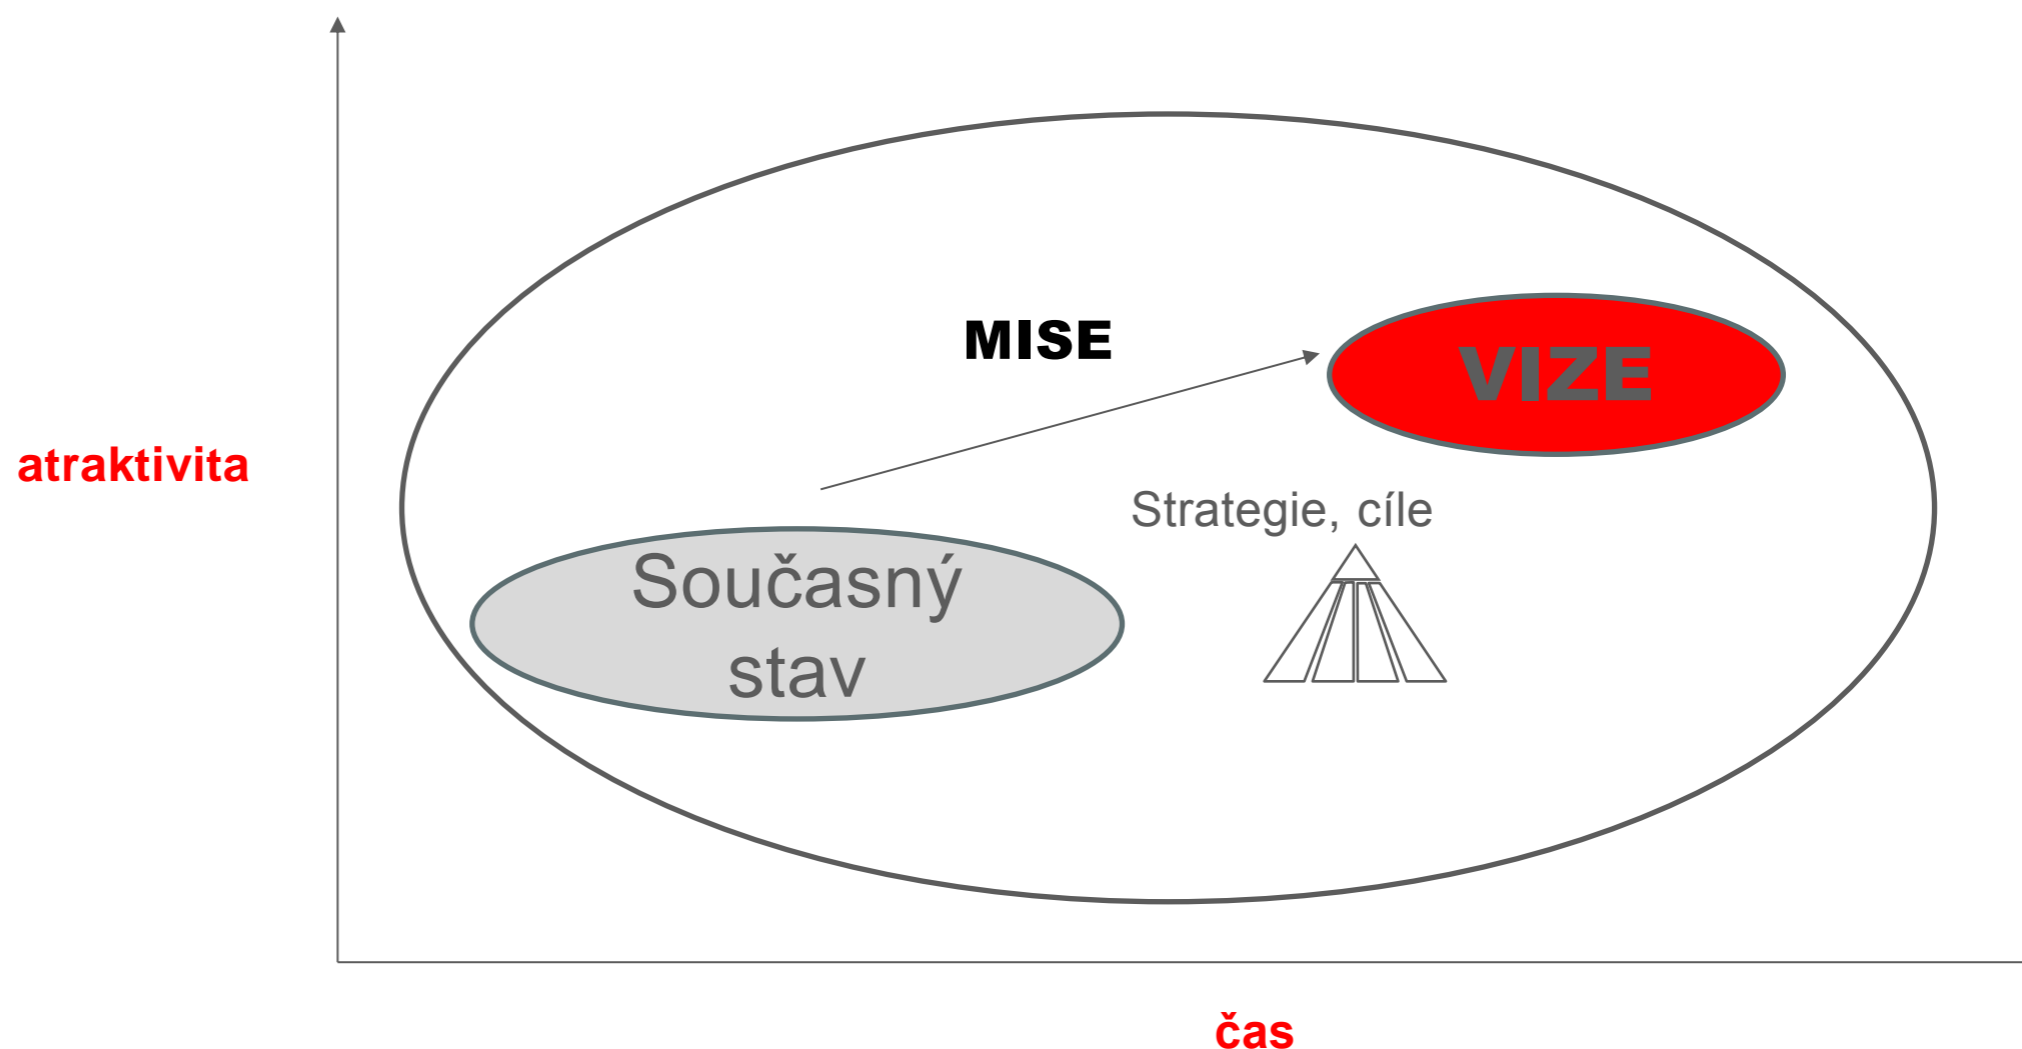 MISE
VIZE
atraktivita
Strategie, cíle
Současný
stav
čas